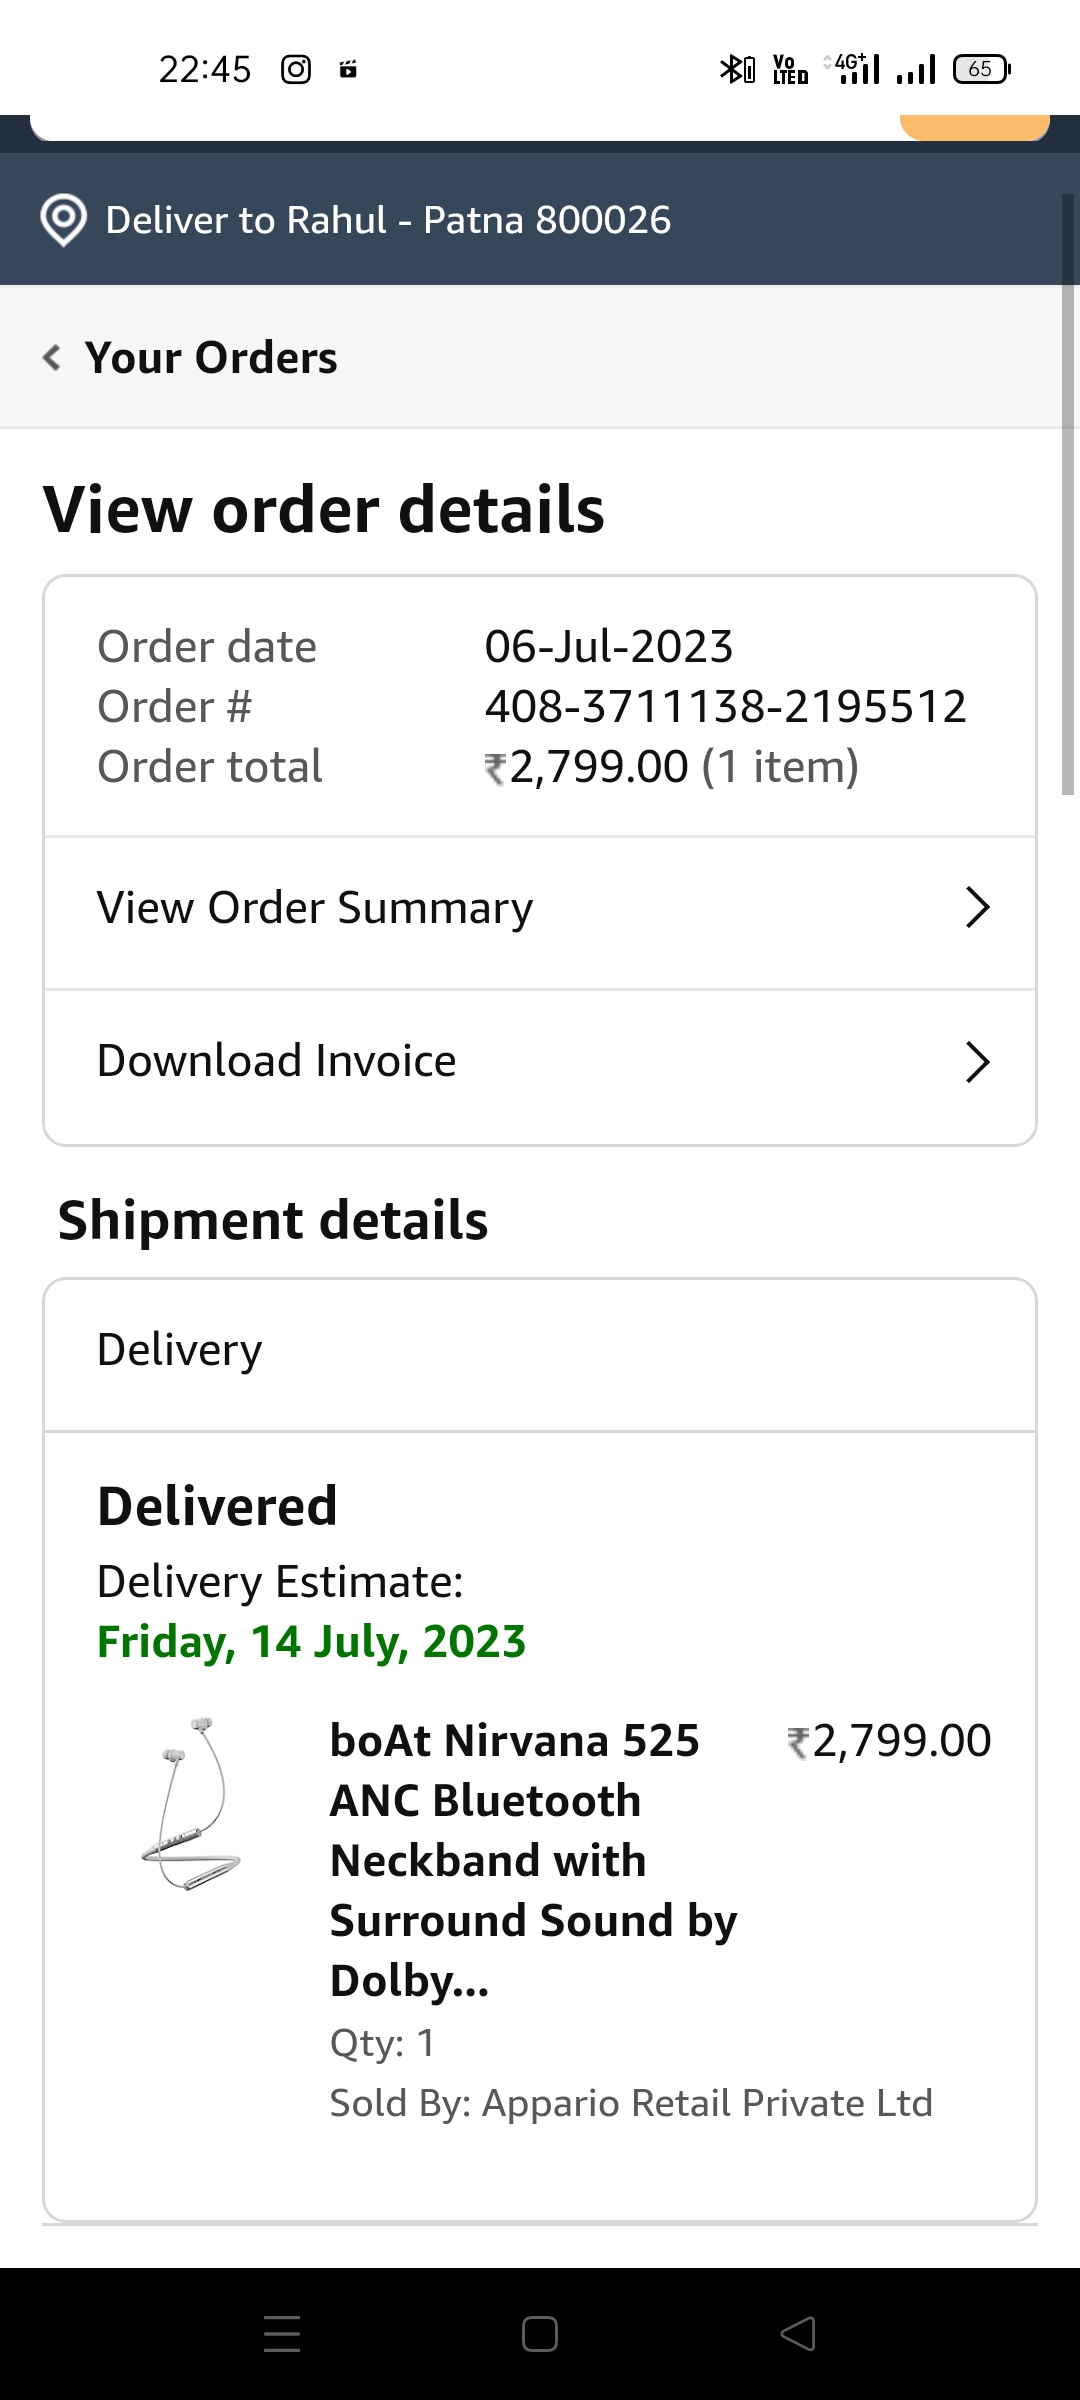 22:45
Vo
LTED
4G+
65
Deliver to Rahul - Patna 800026
Your Orders
View order details
Order date 06-Jul-2023
Order # 408-3711138-2195512
Order total ₹2,799.00 (1 item)
View Order Summary
Download Invoice
Shipment details
Delivery
Delivered
Delivery Estimate:
Friday, 14 July, 2023
boAt Nirvana 525 ₹2,799.00
ANC Bluetooth
Neckband with
Surround Sound by
Dolby...
Qty: 1
Sold By: Appario Retail Private Ltd